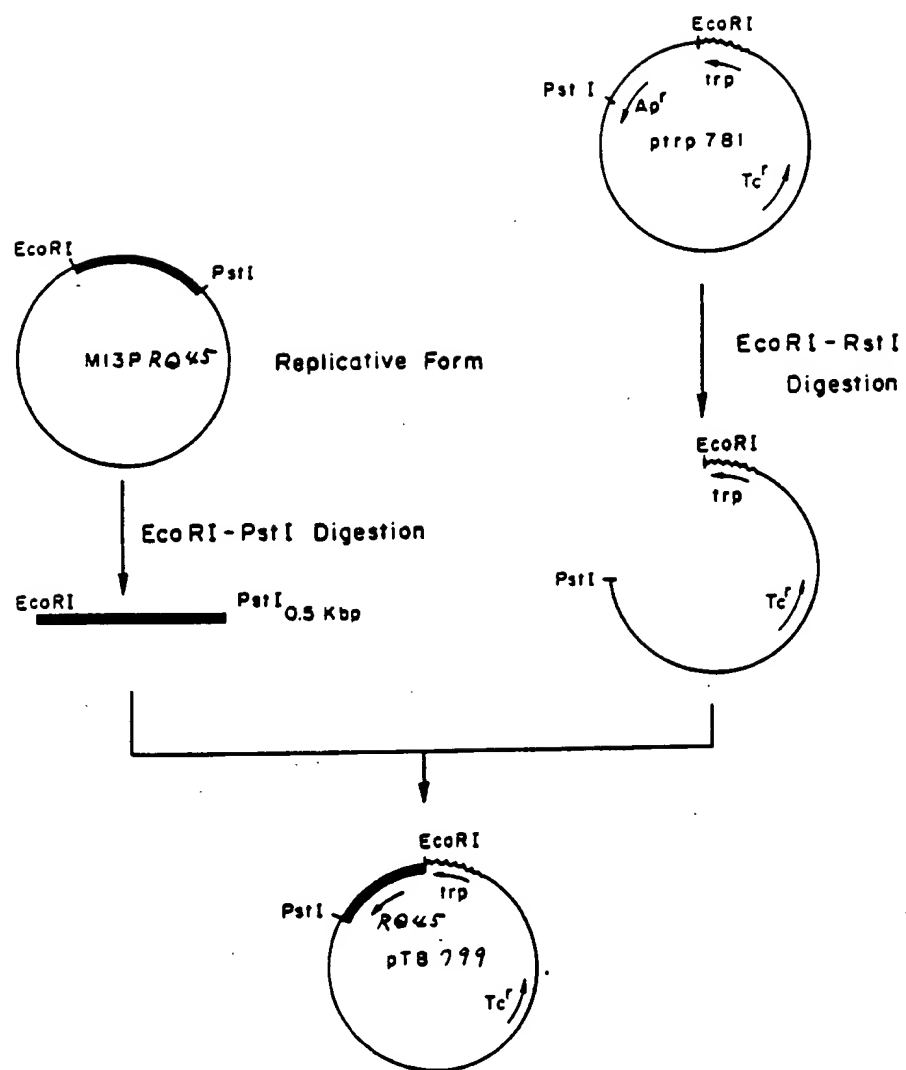 EcoRI
trp
Pst I
Ap^r
ptrp 781
Tc^r
EcoRI
PstI
M13P RQ45
Replicative Form
EcoRI-RstI
Digestion
EcoRI
trp
PstI
Tc^r
EcoRI-PstI Digestion
EcoRI
PstI 0.5 Kbp
EcoRI
trp
PstI
RQ45
pTB 799
Tc^r